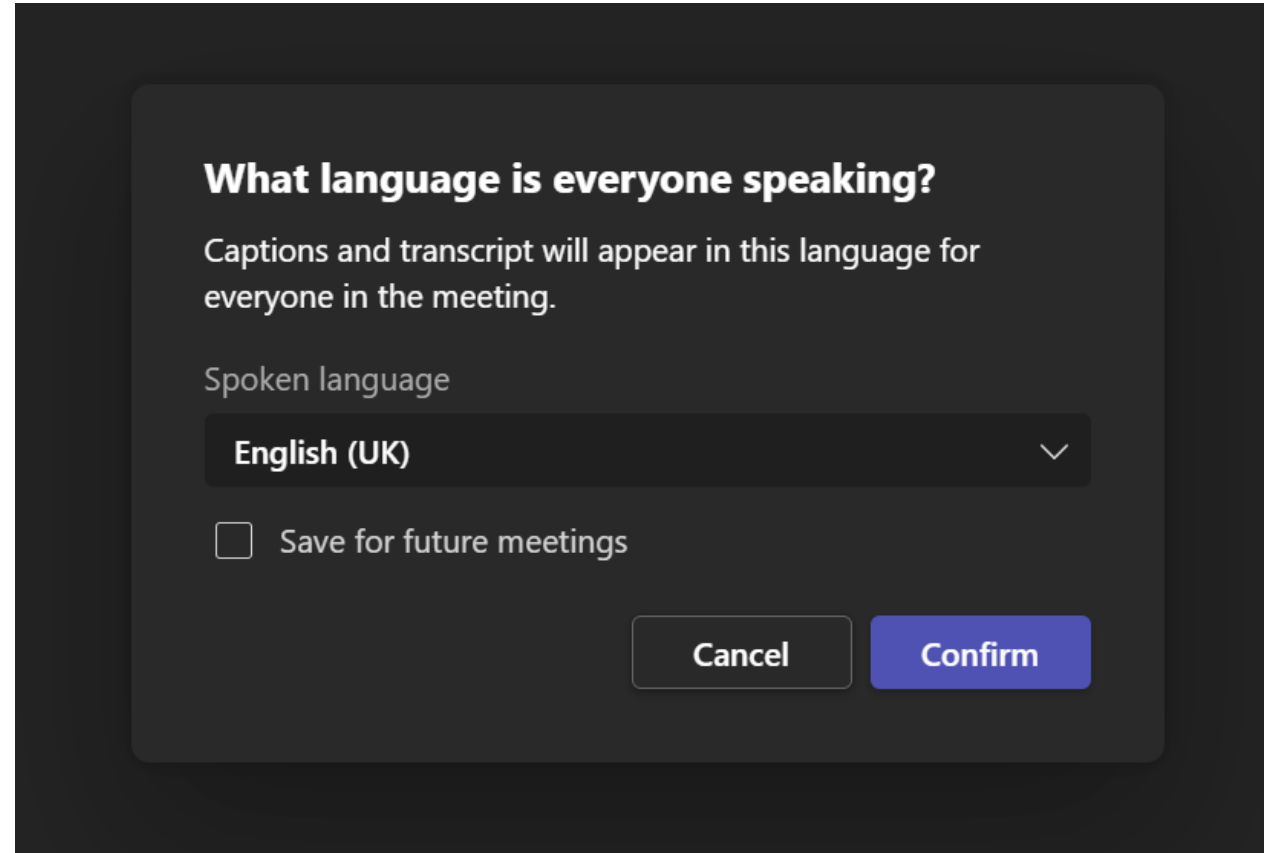 What language is everyone speaking?
Captions and transcript will appear in this language for
everyone in the meeting.
Spoken language
English (UK)
Save for future meetings
Cancel Confirm